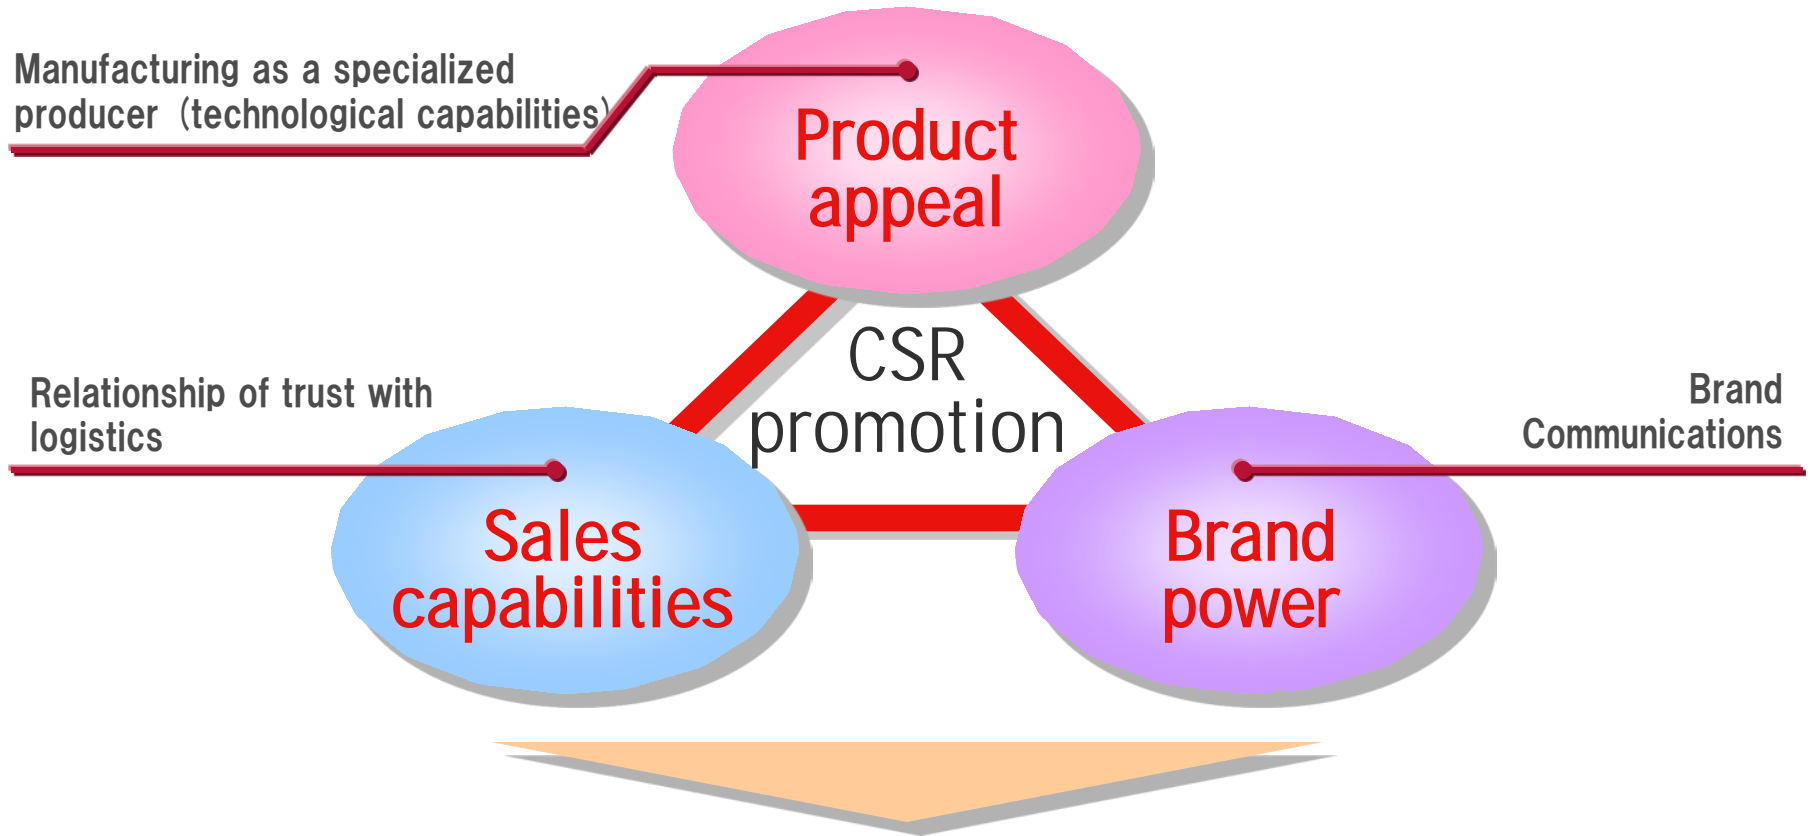 Manufacturing as a specialized
producer (technological capabilities)
Product
appeal
CSR
promotion
Relationship of trust with
logistics
Brand
Communications
Sales
capabilities
Brand
power